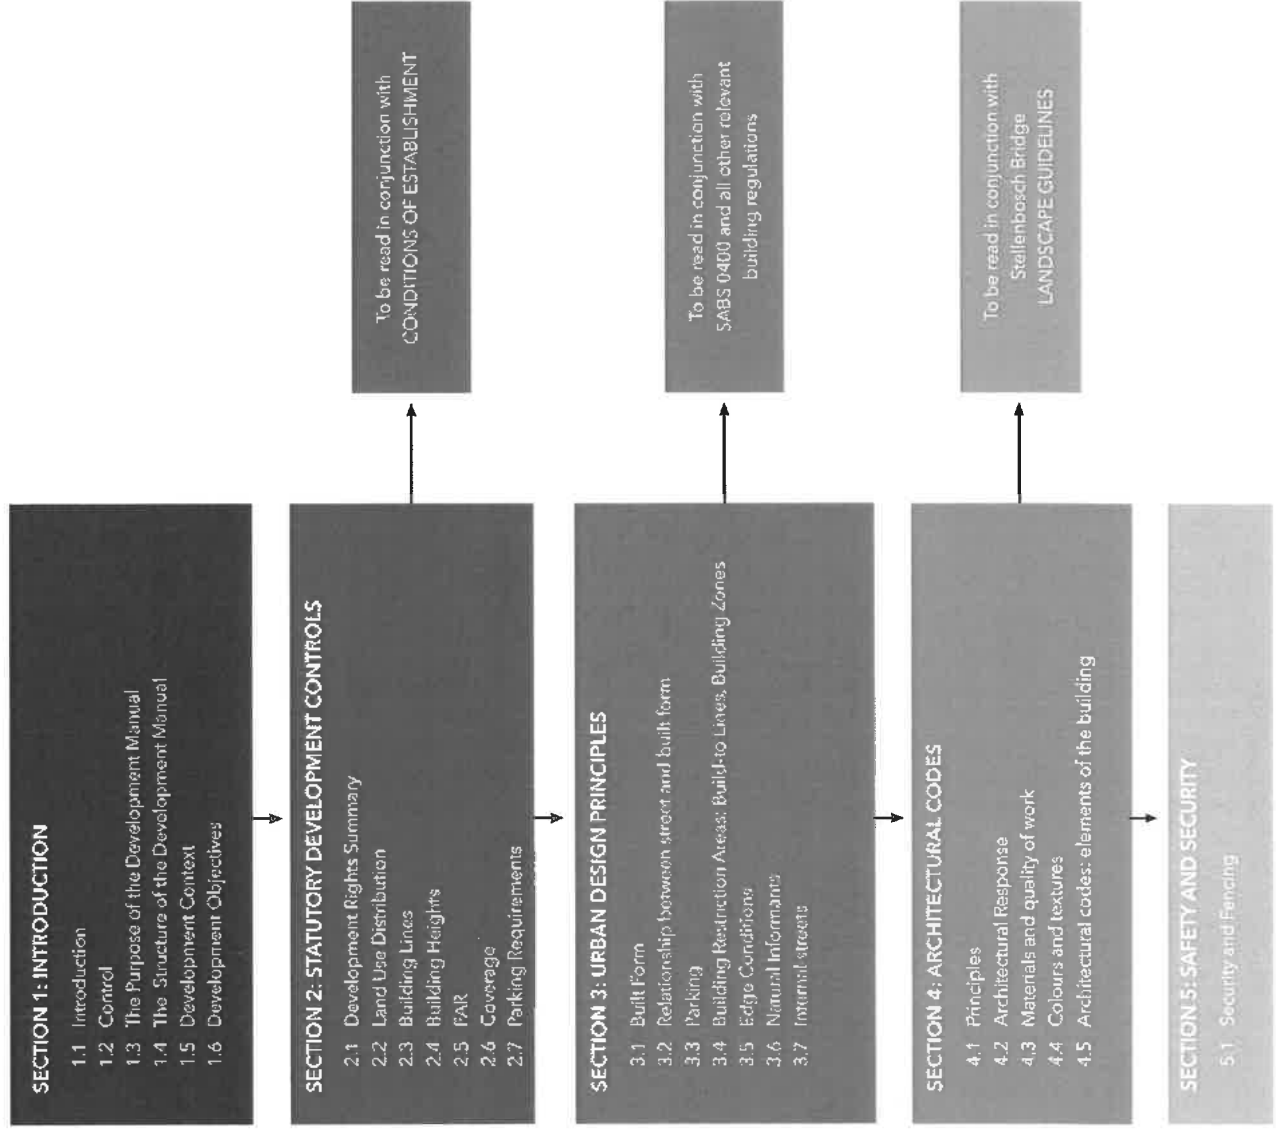 SECTION 1: INTRODUCTION
1.1 Introduction
1.2 Control
1.3 The Purpose of the Development Manual
1.4 The Structure of the Development Manual
1.5 Development Context
1.6 Development Objectives
SECTION 2: STATUTORY DEVELOPMENT CONTROLS
2.1 Development Rights Summary
2.2 Land Use Distribution
2.3 Building Lines
2.4 Building Heights
2.5 FAR
2.6 Coverage
2.7 Parking Requirements
To be read in conjunction with
CONDITIONS OF ESTABLISHMENT
SECTION 3: URBAN DESIGN PRINCIPLES
3.1 Built Form
3.2 Relationship between street and built form
3.3 Parking
3.4 Building Restriction Areas: Build-to Lines, Building Zones
3.5 Edge Conditions
3.6 Natural Informants
3.7 Internal streets
To be read in conjunction with
SABS 0400 and all other relevant
building regulations
SECTION 4: ARCHITECTURAL CODES
4.1 Principles
4.2 Architectural Response
4.3 Materials and quality of work
4.4 Colours and textures
4.5 Architectural codes: elements of the building
To be read in conjunction with
Stellenbosch Bridge
LANDSCAPE GUIDELINES
SECTION 5: SAFETY AND SECURITY
5.1 Security and Fencing